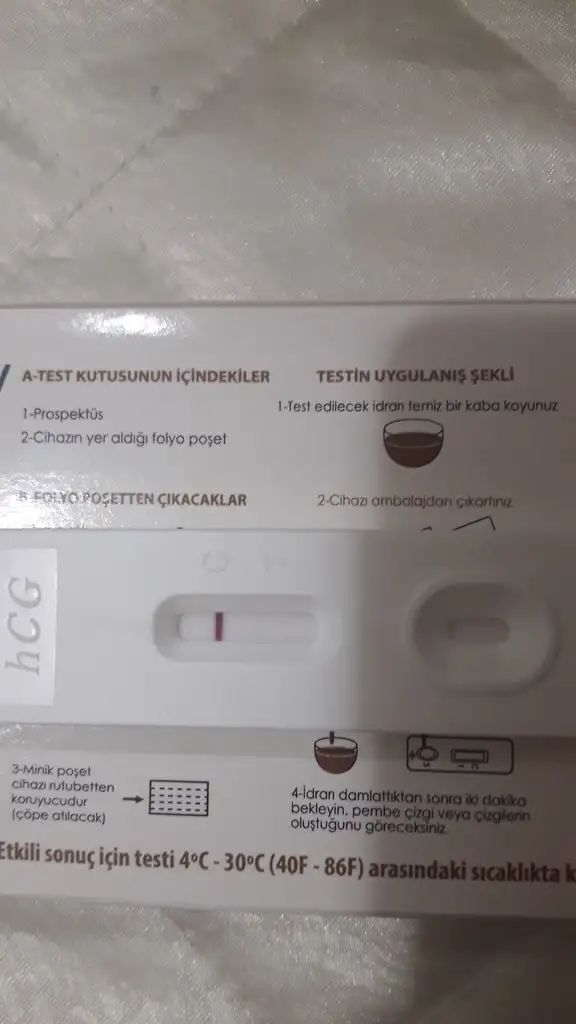 A-TEST KUTUSUNUN İÇİNDEKİLER
1-Prospektüs
2-Cihazın yer aldığı folyo poşet
B-FOLYO POŞETTEN ÇIKACAKLAR
TESTİN UYGULANIŞ ŞEKLİ
1-Test edilecek idrarı temiz bir kaba koyunuz
2-Cihazı ambalajdan çıkartınız
hCG
C T
3-Minik poşet
cihazı rutubetten
koruyucudur
(çöpe atılacak)
4-İdrarı damlattıktan sonra iki dakika
bekleyin, pembe çizgi veya çizgilerin
oluştuğunu göreceksiniz.
Etkili sonuç için testi 4ºC - 30ºC (40F - 86F) arasındaki sıcaklıkta